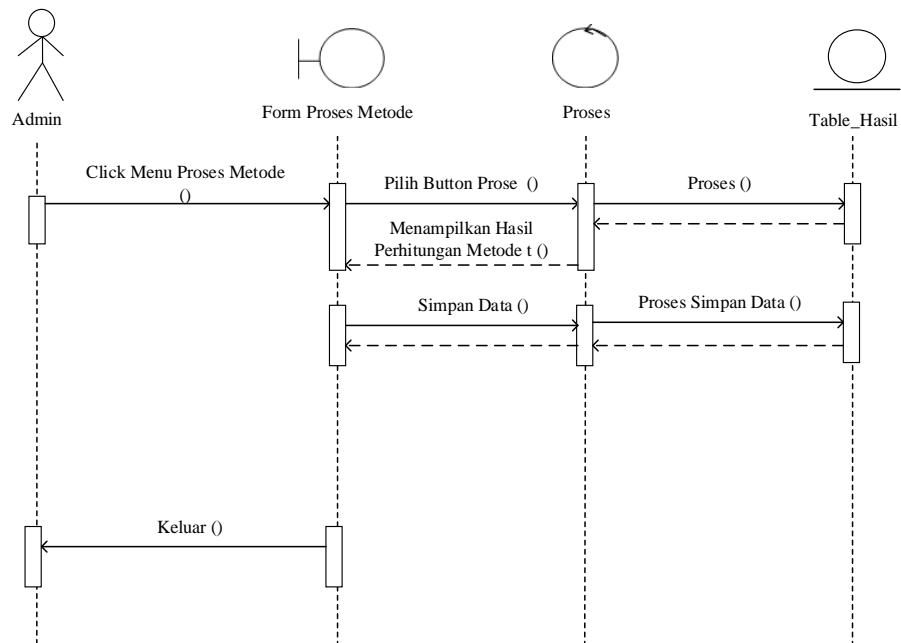 Admin
Form Proses Metode
Proses
Table_Hasil
Click Menu Proses Metode
()
Pilih Button Prose ()
Proses ()
Menampilkan Hasil
Perhitungan Metode t ()
Simpan Data ()
Proses Simpan Data ()
Keluar ()